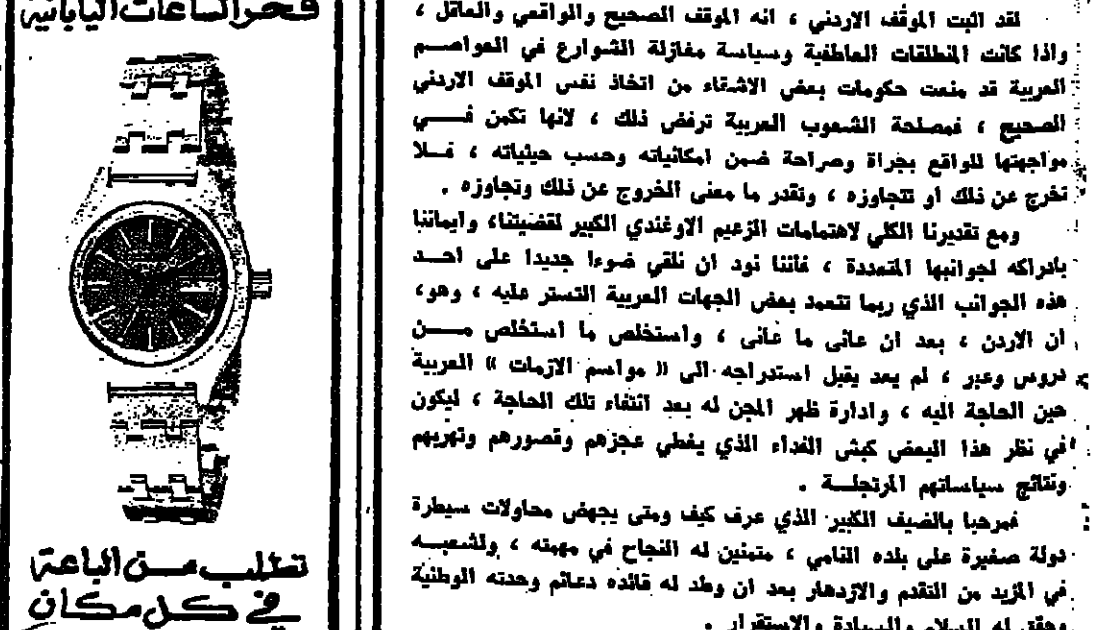 لقد اثبت الموقف الاردني ، انه الموقف الصحيح والواقعي والعاقل ،
واذا كانت المنطلقات العاطفية وسياسة مغازلة الشوارع في العواصم
العربية قد منعت حكومات بعض الاشقاء من اتخاذ نفس الموقف الاردني
الصحيح ، فمصلحة الشعوب العربية ترفض ذلك ، لانها تكمن في
مواجهتها للواقع بجرأة وصراحة ضمن امكانياته وحسب حيثياته ، فلا
تخرج عن ذلك او تتجاوزه ، ونقدر ما معنى الخروج عن ذلك وتجاوزه .
ومع تقديرنا الكلي لاهتمامات الزعيم الاوغندي الكبير لقضيتنا، وايماننا
بادراكه لجوانبها المتعددة ، فاننا نود ان نلقي ضوءا جديدا على احد
هذه الجوانب الذي ربما تتعمد بعض الجهات العربية التستر عليه ، وهو،
ان الاردن ، بعد ان عانى ما عانى ، واستخلص ما استخلص من
دروس وعبر ، لم يعد يقبل استدراجه الى (( مواسم الازمات )) العربية
حين الحاجة اليه ، وادارة ظهر المجن له بعد انتفاء تلك الحاجة ، ليكون
في نظر هذا البعض كبش الفداء الذي يغطي عجزهم وقصورهم وتهربهم
ونتائج سياساتهم المرتجلة .
فمرحبا بالضيف الكبير الذي عرف كيف ومتى يجهض محاولات سيطرة
دولة صغيرة على بلده النامي ، متمنين له النجاح في مهمته ، ولشعبه
في المزيد من التقدم والازدهار بعد ان وطد له قائده دعائم وحدته الوطنية
وحقق له السلام والسيادة والاستقرار .
فخر الساعات اليابانية
تطلب من الباعة
في كل مكان